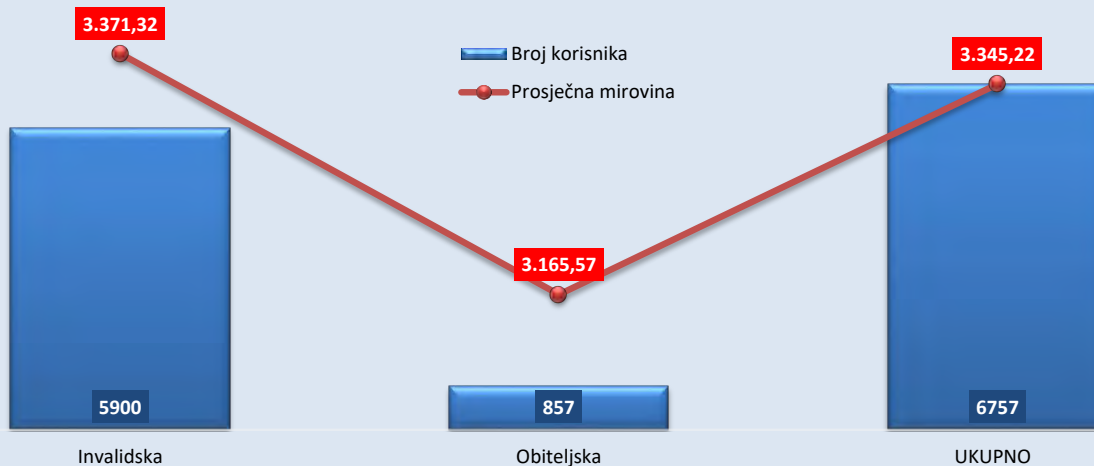 3.371,32
Broj korisnika
Prosječna mirovina
3.345,22
3.165,57
5900
857
6757
Invalidska
Obiteljska
UKUPNO